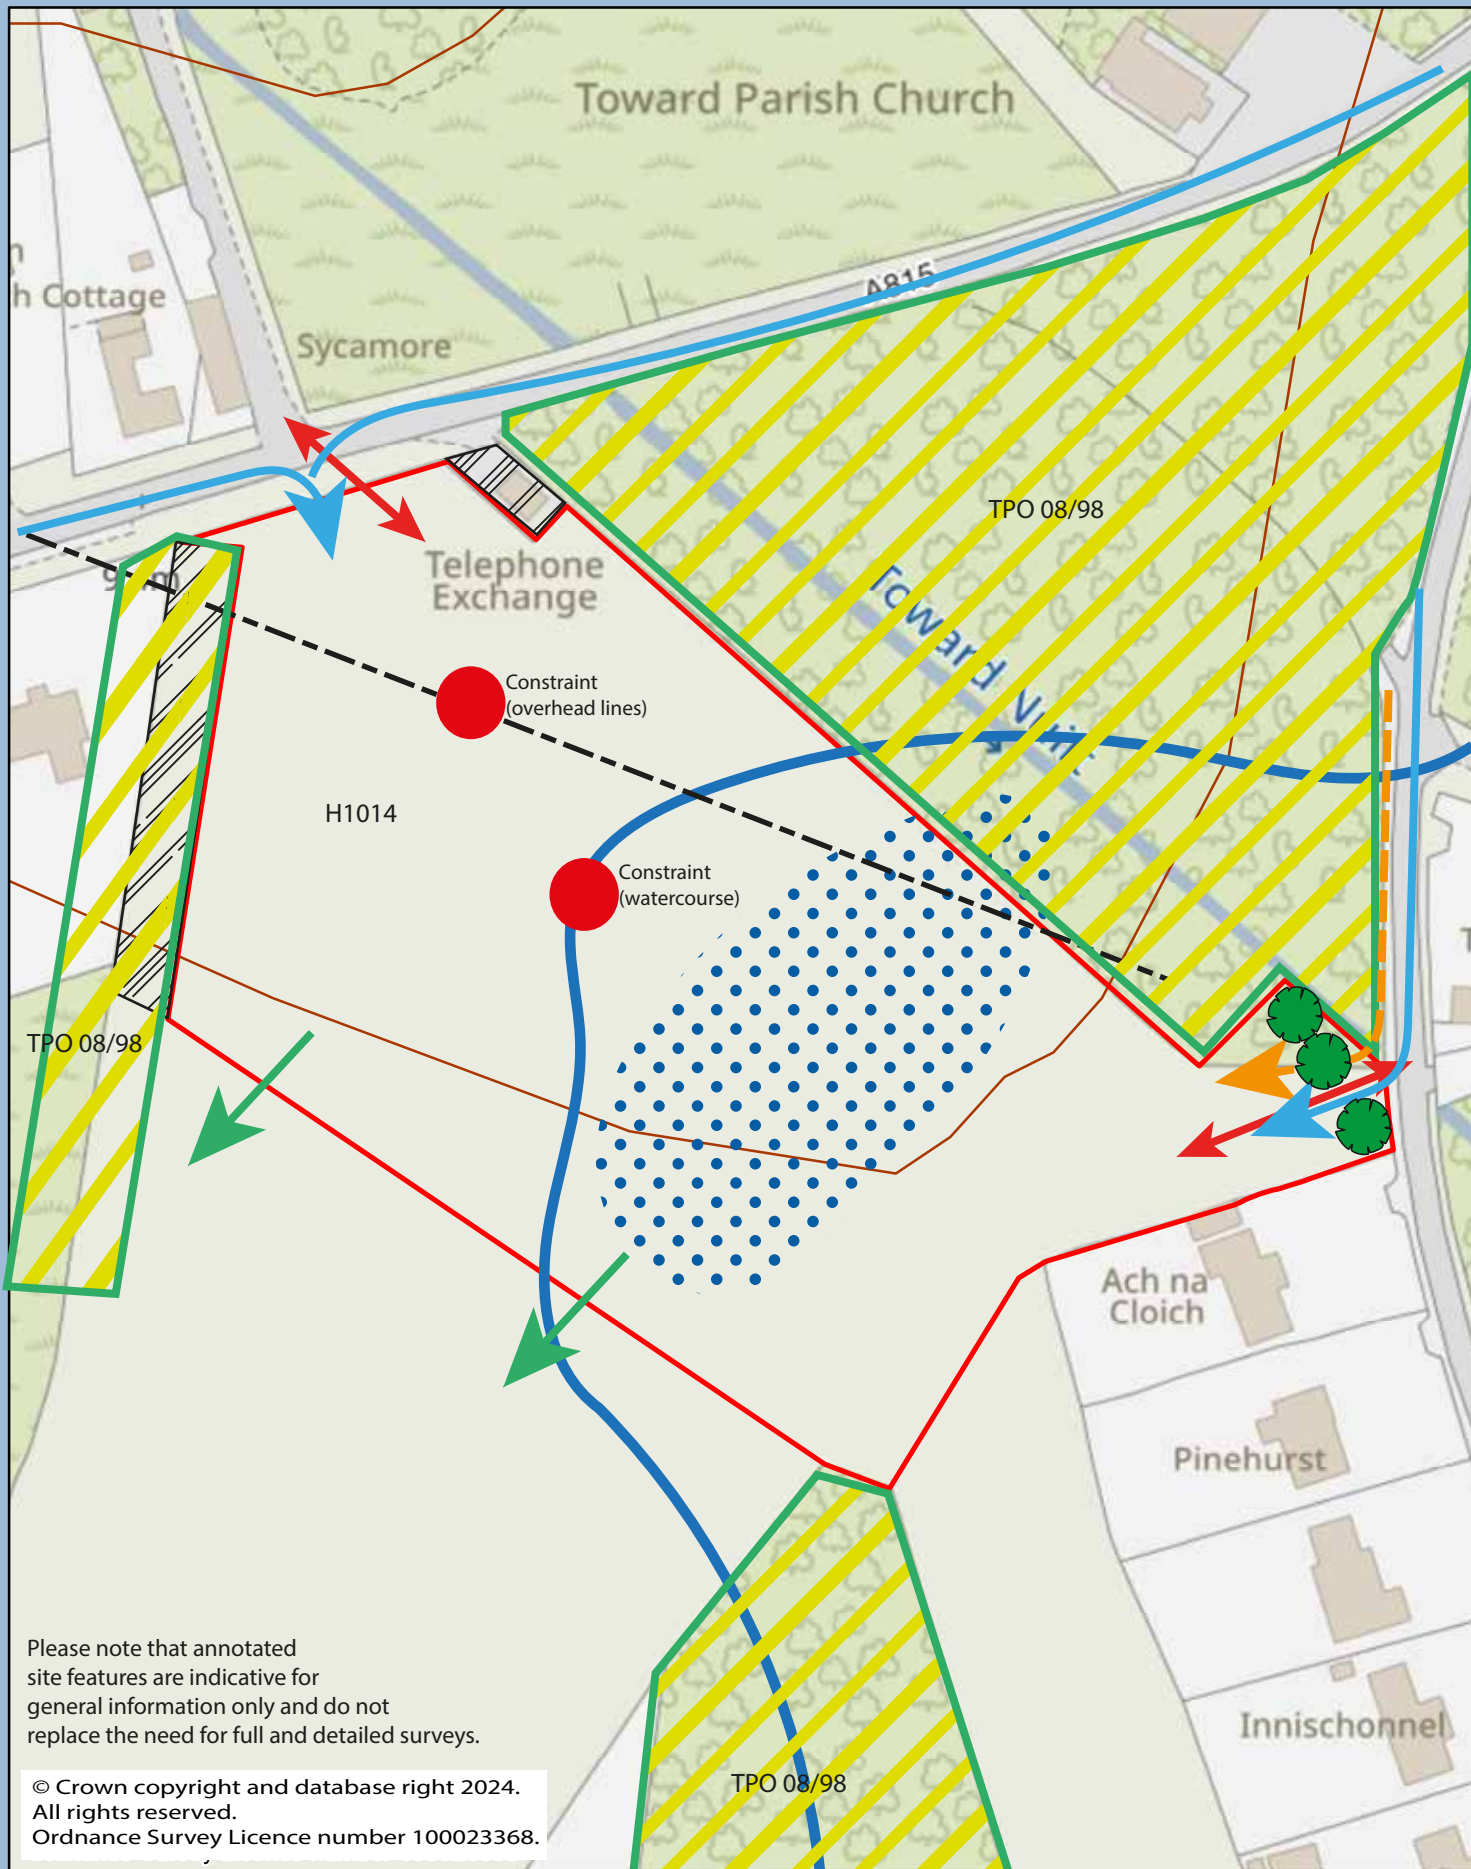 Toward Parish Church
h Cottage
A815
Sycamore
TPO 08/98
Telephone
Exchange
Toward
Constraint
(overhead lines)
H1014
Constraint
(watercourse)
TPO 08/98
Ach na
Cloich
Pinehurst
Please note that annotated
site features are indicative for
general information only and do not
replace the need for full and detailed surveys.
Innischonnel
TPO 08/98
© Crown copyright and database right 2024.
All rights reserved.
Ordnance Survey Licence number 100023368.